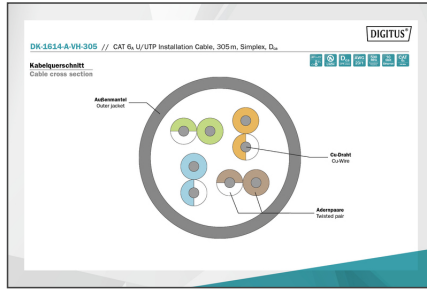 DIGITUS®
DK-1614-A-VH-305 // CAT 6A U/UTP Installation Cable, 305 m, Simplex, Dca
Kabelquerschnitt
Cable cross section
Außenmantel
Outer jacket
Cu-Draht
Cu-Wire
Adernpaare
Twisted pair